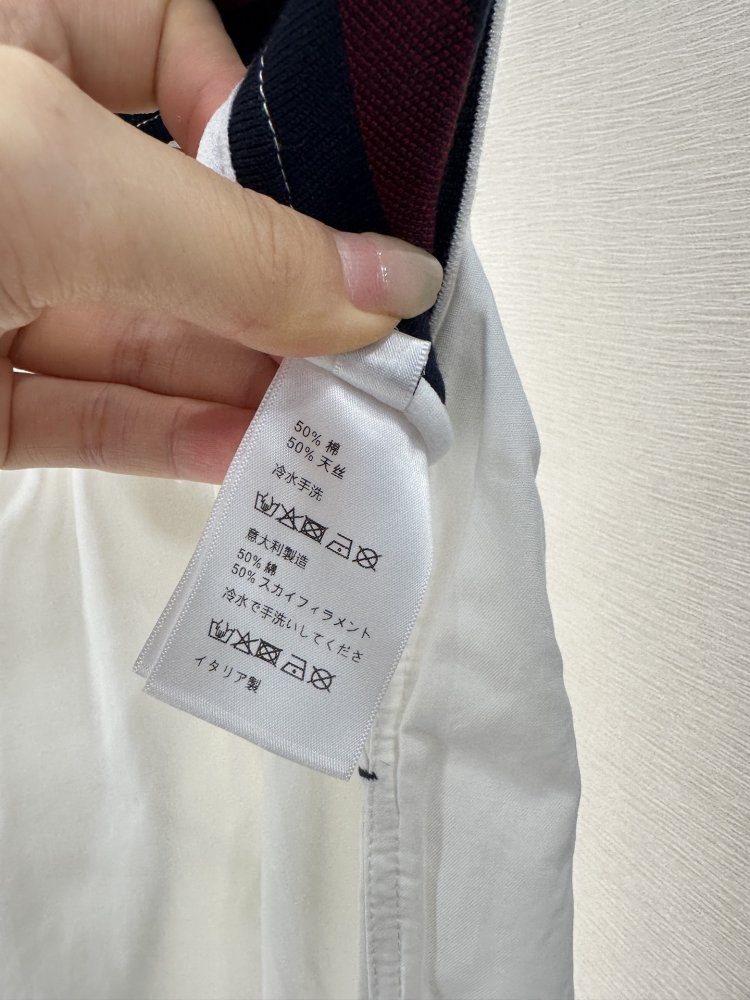 50% 棉
50% 天丝
冷水手洗
意大利製造
50% 綿
50% スカイフィラメント
冷水で手洗いしてくださ
イタリア製